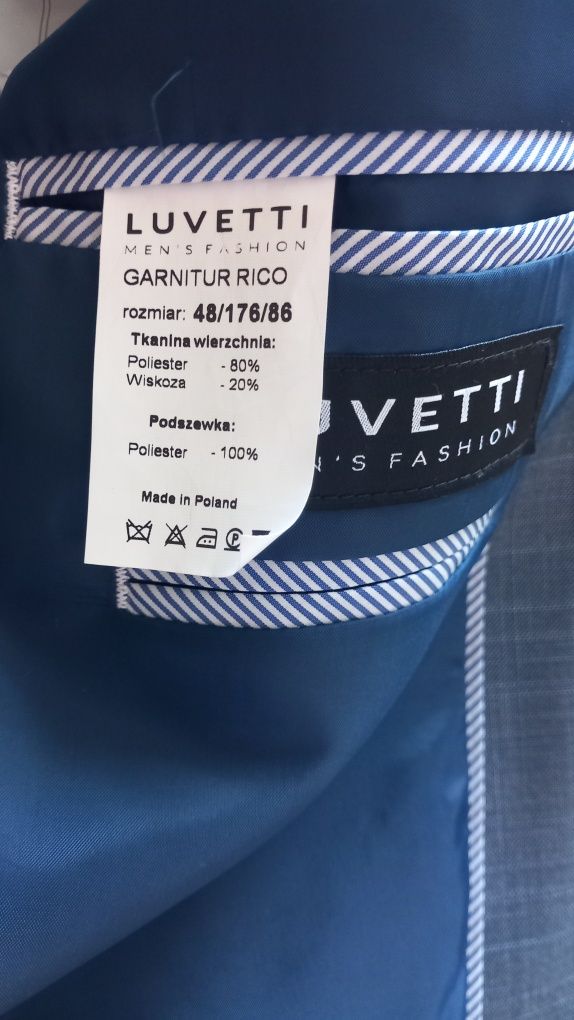 LUVETTI
MEN'S FASHION
GARNITUR RICO
rozmiar: 48/176/86
Tkanina wierzchnia:
Poliester - 80%
Wiskoza - 20%
Podszewka:
Poliester - 100%
Made in Poland
P
UVETTI
N'S FASHION